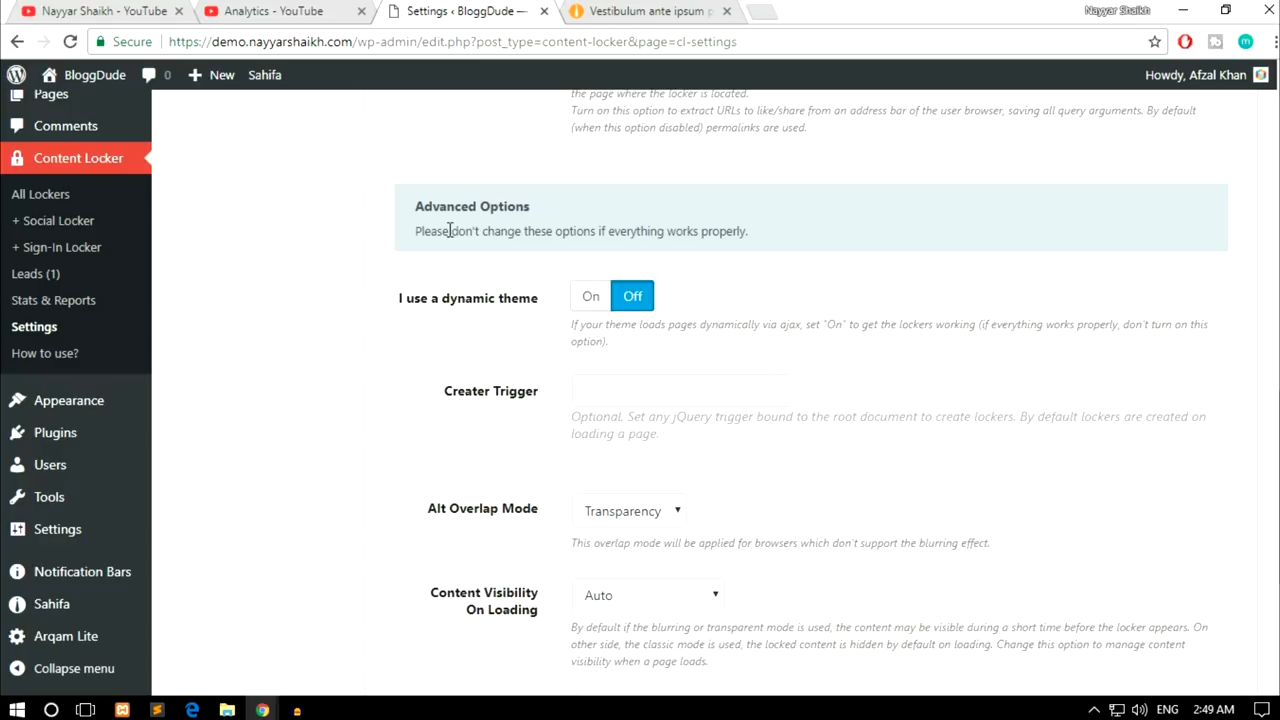 Nayyar Shaikh - YouTube
Analytics - YouTube
Settings ‹ BloggDude —
Vestibulum ante ipsum p
Nayyar Shaikh
Secure
https://demo.nayyarshaikh.com/wp-admin/edit.php?post_type=content-locker&page=cl-settings
BloggDude
0
New
Sahifa
Howdy, Afzal Khan
Pages
Comments
Content Locker
All Lockers
+ Social Locker
+ Sign-In Locker
Leads (1)
Stats & Reports
Settings
How to use?
Appearance
Plugins
Users
Tools
Settings
Notification Bars
Sahifa
Arqam Lite
Collapse menu
the page where the locker is located.
Turn on this option to extract URLs to like/share from an address bar of the user browser, saving all query arguments. By default
(when this option disabled) permalinks are used.
Advanced Options
Please don't change these options if everything works properly.
I use a dynamic theme
On
Off
If your theme loads pages dynamically via ajax, set "On" to get the lockers working (if everything works properly, don't turn on this
option).
Creater Trigger
Optional. Set any jQuery trigger bound to the root document to create lockers. By default lockers are created on
loading a page.
Alt Overlap Mode
Transparency
This overlap mode will be applied for browsers which don't support the blurring effect.
Content Visibility
On Loading
Auto
By default if the blurring or transparent mode is used, the content may be visible during a short time before the locker appears. On
other side, the classic mode is used, the locked content is hidden by default on loading. Change this option to manage content
visibility when a page loads.
ENG
2:49 AM